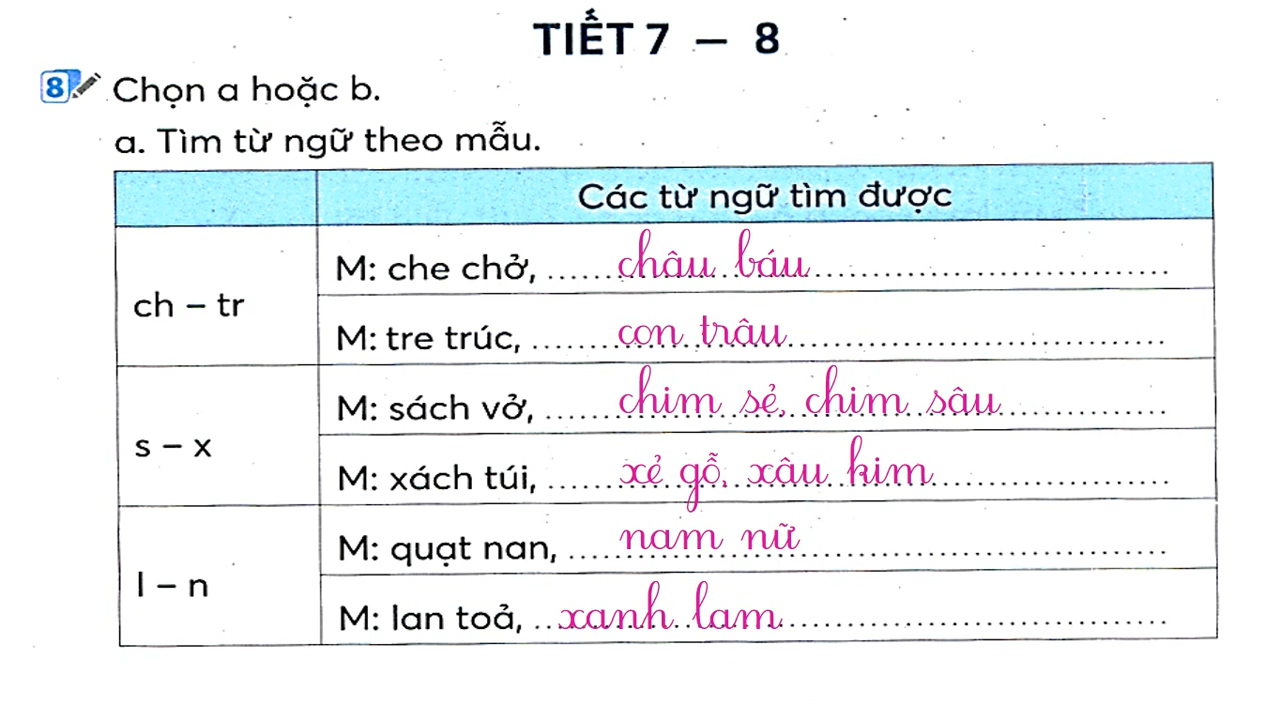 TIẾT 7 – 8
8 Chọn a hoặc b.
a. Tìm từ ngữ theo mẫu.
Các từ ngữ tìm được
ch – tr
M: che chở, ......châu báu..................................
M: tre trúc, ........con trâu..................................
s – x
M: sách vở, ......chim sẻ, chim sâu...............
M: xách túi, ......xẻ gỗ, xâu kim......................
l – n
M: quạt nan, .....nam nữ..................................
M: lan toả, ..xanh lam..................................